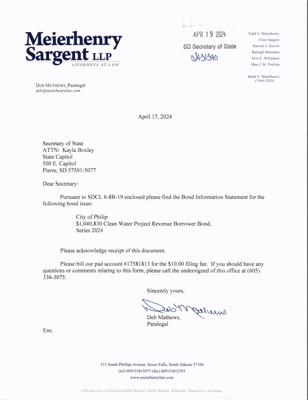 Meierhenry
Sargent LLP
ATTORNEYS AT LAW
APR 19 2024
SD Secretary of State
Todd V. Meierhenry
Clint Sargent
Patrick J. Glover
Raleigh Hansman
Erin E. Willadsen
Mark V. Meierhenry
(1944-2020)
DEB MATHEWS, Paralegal
deb@meierhenrylaw.com
April 17, 2024
Secretary of State
ATTN: Kayla Boxley
State Capitol
500 E. Capitol
Pierre, SD 57501-5077
Dear Secretary:
Pursuant to SDCL 6-8B-19 enclosed please find the Bond Information Statement for the
following bond issue:
City of Philip
$1,040,830 Clean Water Project Revenue Borrower Bond,
Series 2024
Please acknowledge receipt of this document.
Please bill our pad account #17581813 for the $10.00 filing fee. If you should have any
questions or comments relating to this form, please call the undersigned of this office at (605)
336-3075.
Sincerely yours,
Deb Mathews
Deb Mathews,
Paralegal
Enc.
315 South Phillips Avenue, Sioux Falls, South Dakota 57104
(tel) 605•336•3075 (fax) 605•336•2593
www.meierhenrylaw.com